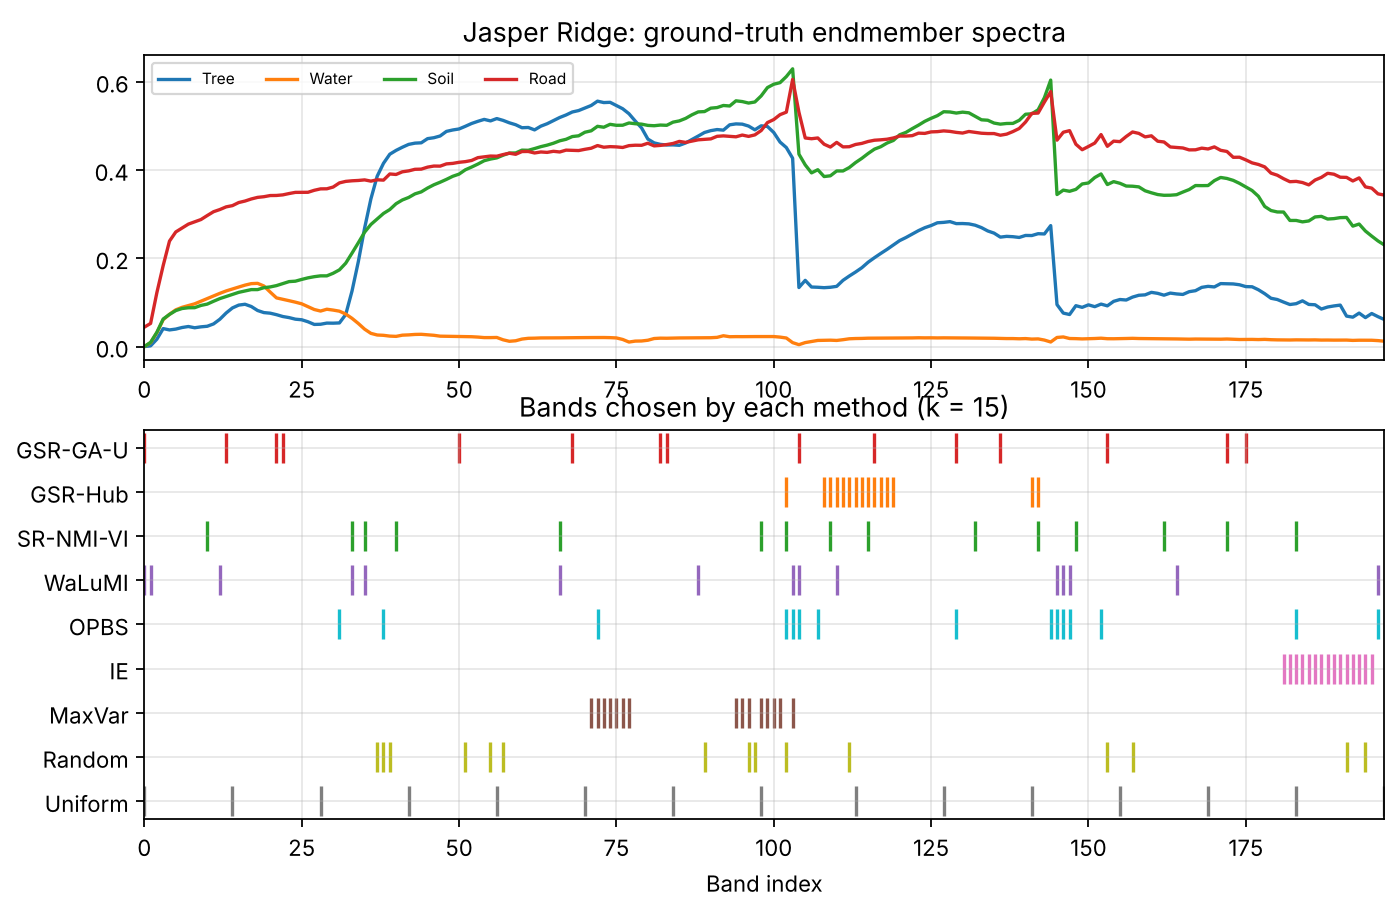 Jasper Ridge: ground-truth endmember spectra
Tree Water Soil Road
0.6
0.4
0.2
0.0
0 25 50 75 100 125 150 175
Bands chosen by each method (k = 15)
GSR-GA-U
GSR-Hub
SR-NMI-VI
WaLuMI
OPBS
IE
MaxVar
Random
Uniform
0 25 50 75 100 125 150 175
Band index